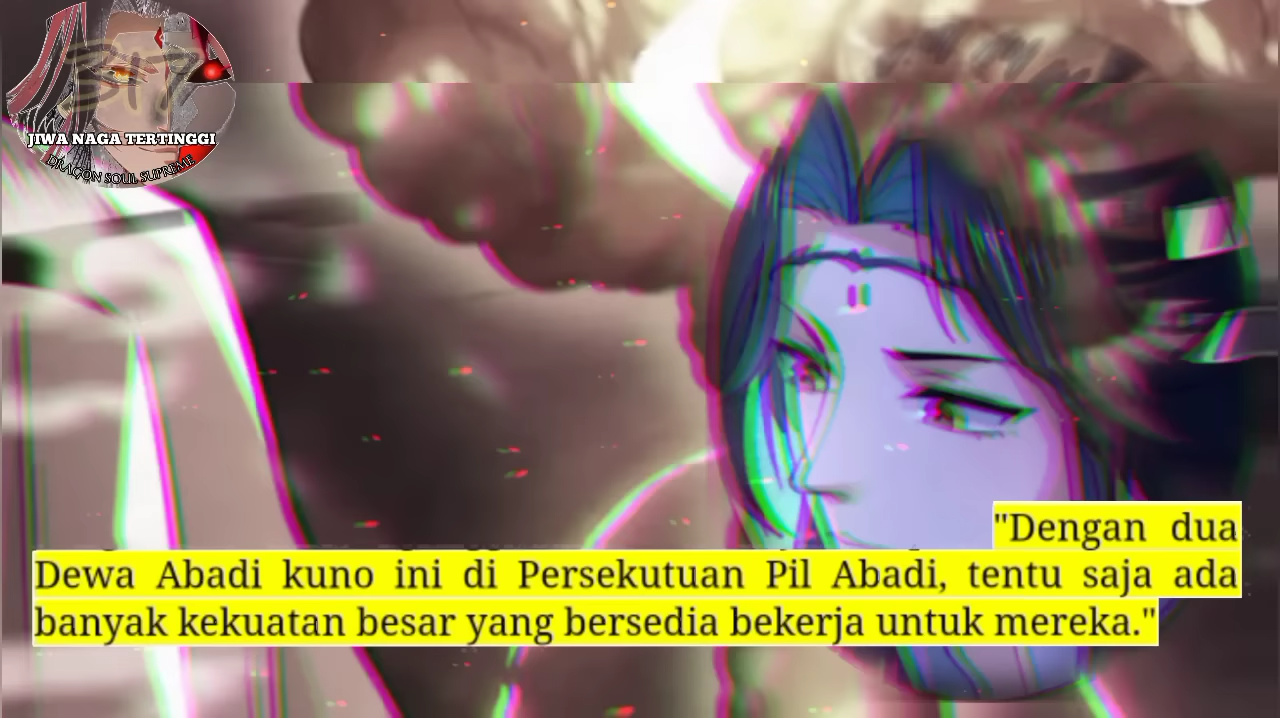 JIWA NAGA TERTINGGI
DRAGON SOUL SUPREME
"Dengan dua
Dewa Abadi kuno ini di Persekutuan Pil Abadi, tentu saja ada
banyak kekuatan besar yang bersedia bekerja untuk mereka."